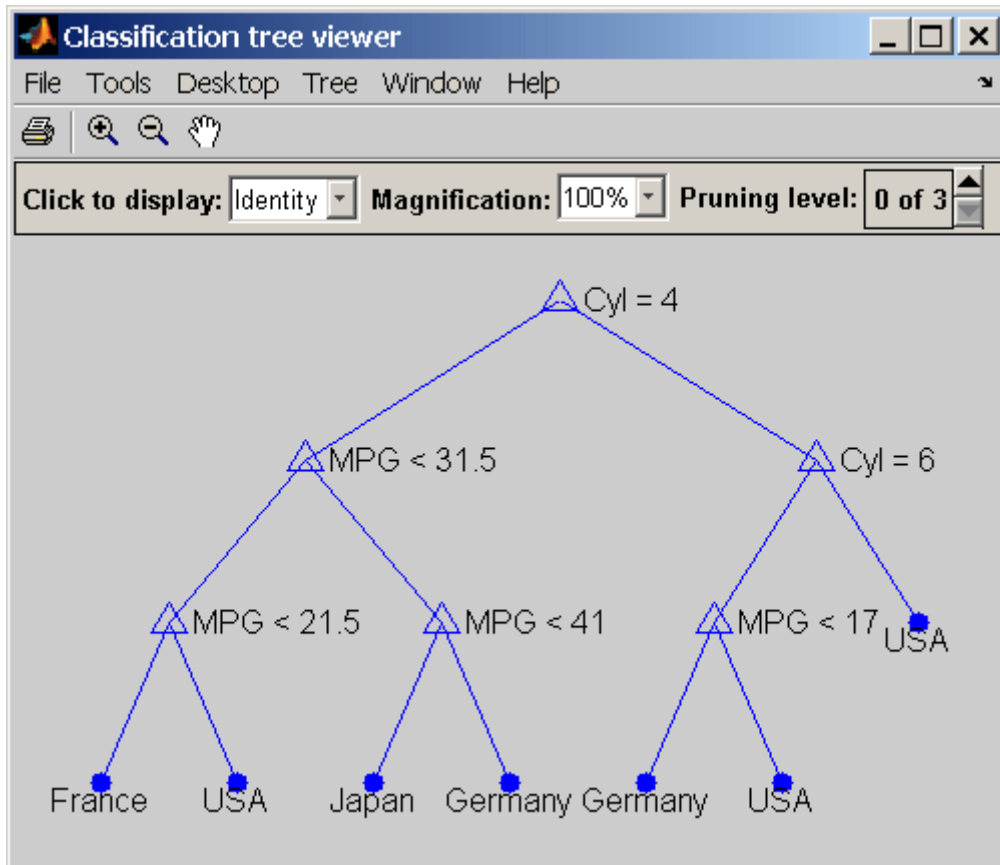 Classification tree viewer
File Tools Desktop Tree Window Help
Click to display: Identity Magnification: 100% Pruning level: 0 of 3
Cyl = 4
MPG < 31.5 Cyl = 6
MPG < 21.5 MPG < 41 MPG < 17
USA
France USA Japan Germany Germany USA